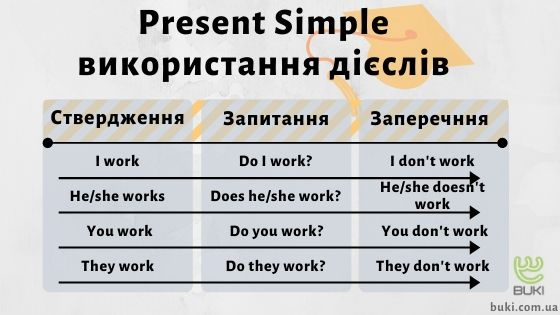 Present Simple
використання дієслів
Ствердження Запитання Заперечння
I work Do I work? I don't work
He/she works Does he/she work? He/she doesn't work
You work Do you work? You don't work
They work Do they work? They don't work
BUKI
buki.com.ua